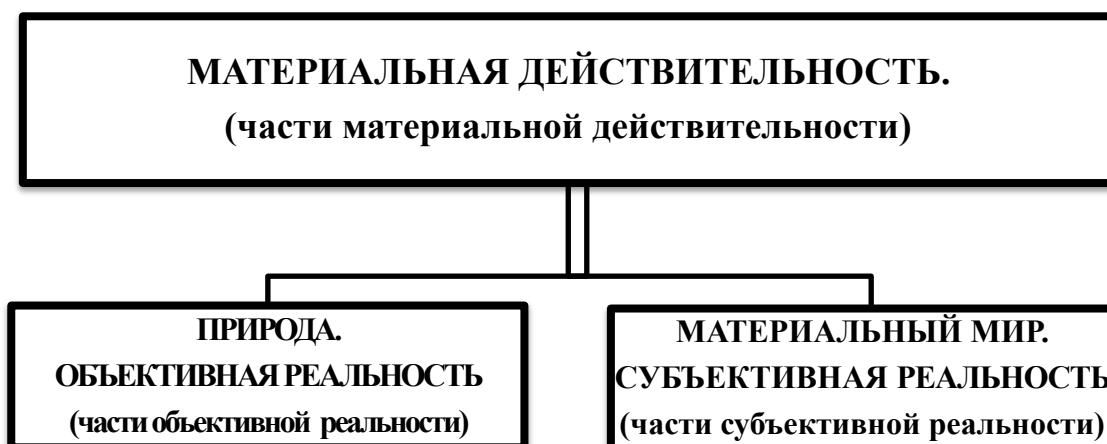 МАТЕРИАЛЬНАЯ ДЕЙСТВИТЕЛЬНОСТЬ.
(части материальной действительности)
ПРИРОДА.
ОБЪЕКТИВНАЯ РЕАЛЬНОСТЬ
(части объективной реальности)
МАТЕРИАЛЬНЫЙ МИР.
СУБЪЕКТИВНАЯ РЕАЛЬНОСТЬ
(части субъективной реальности)